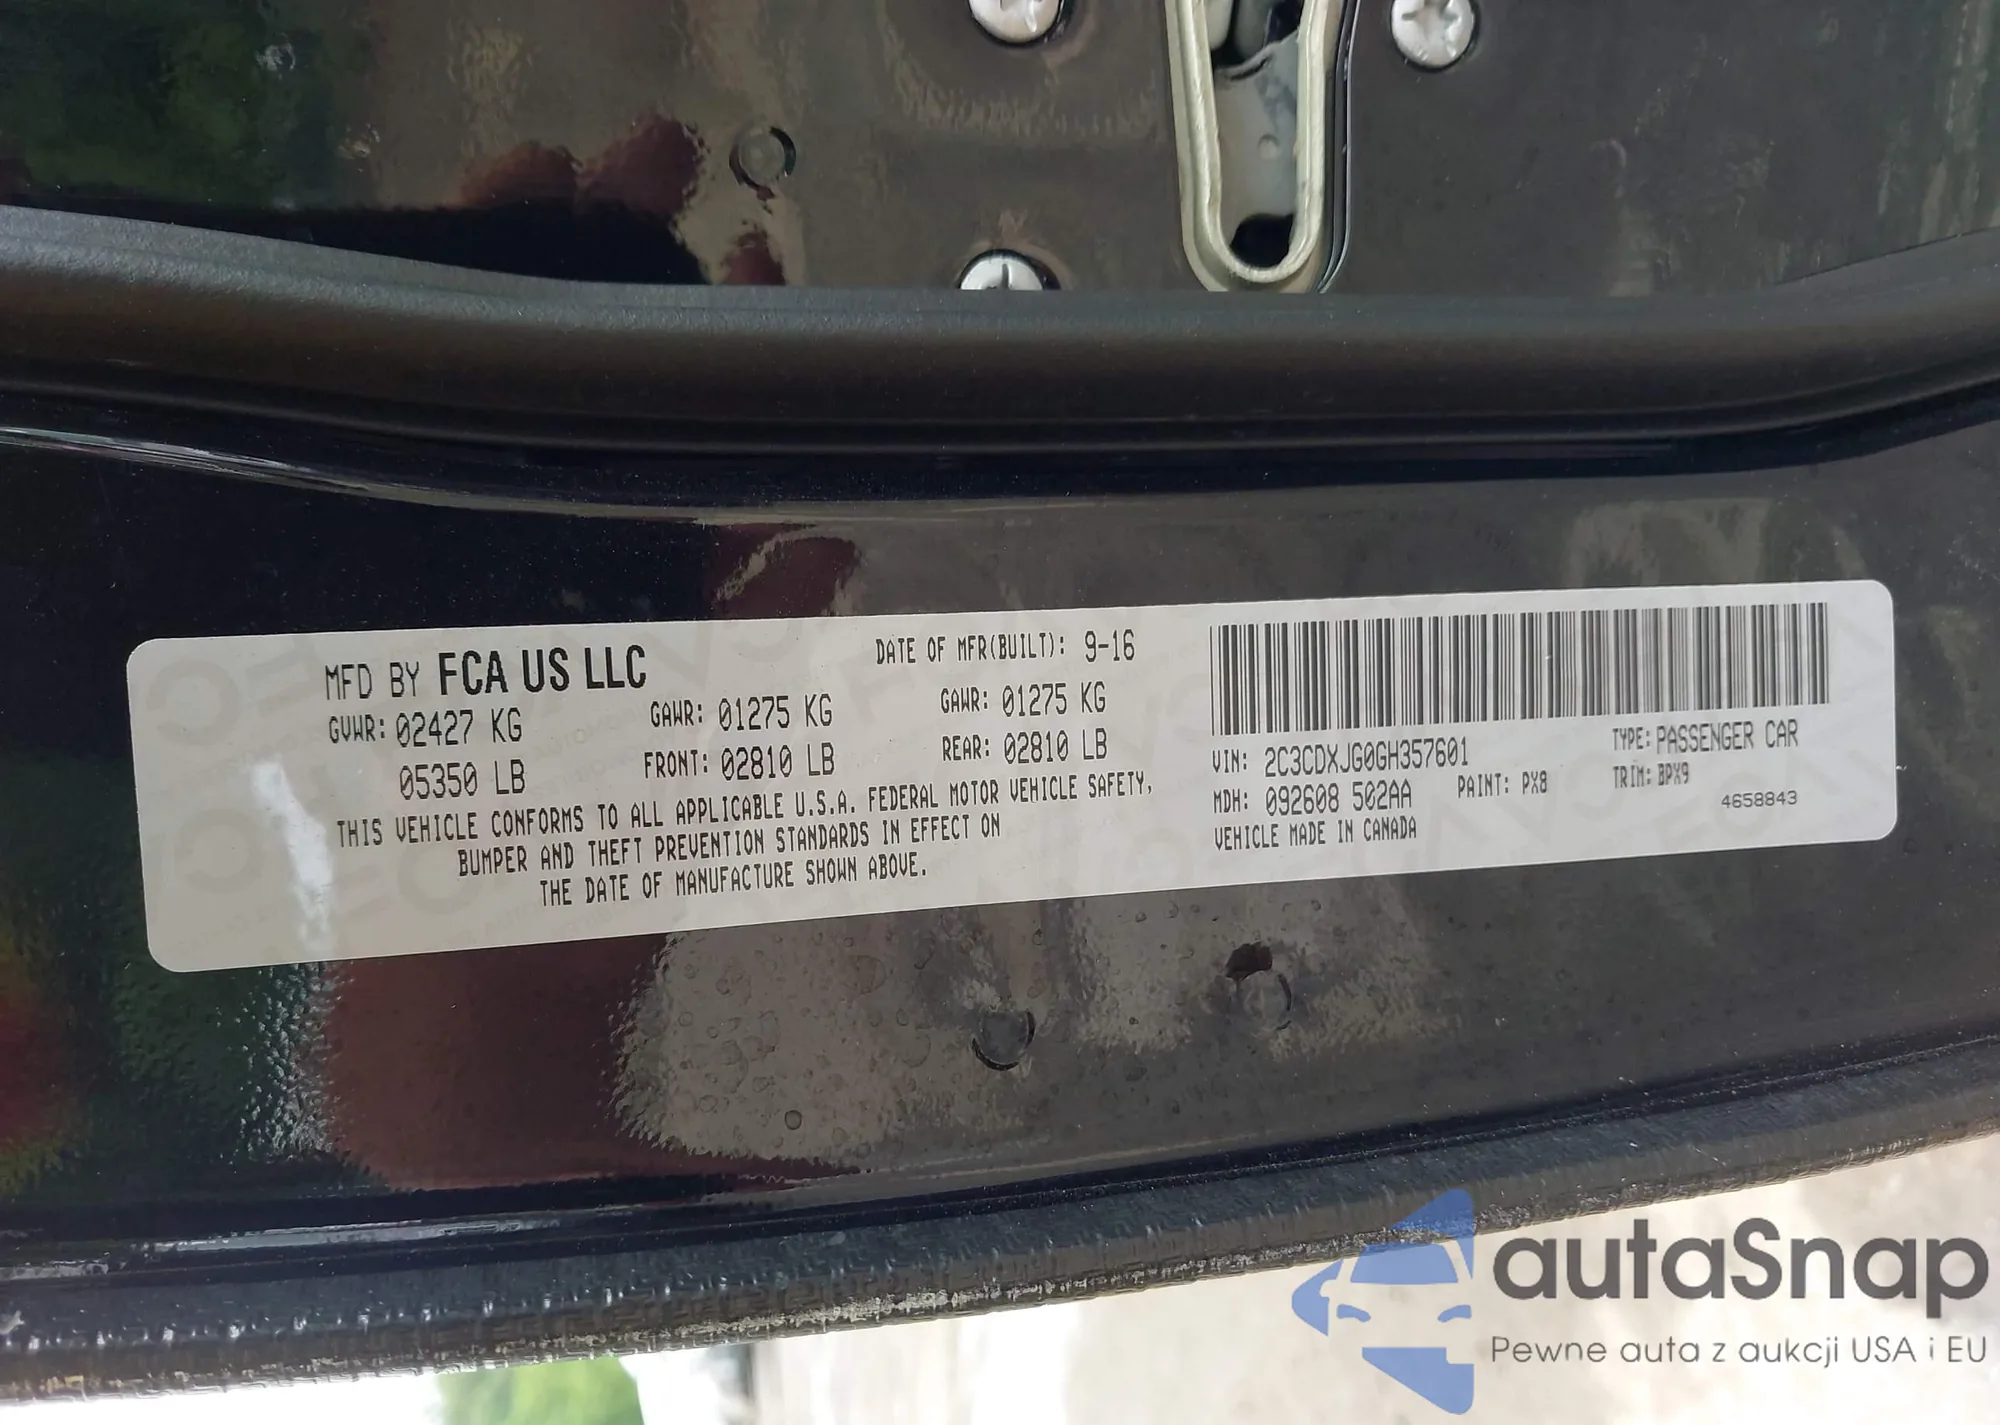 MFD BY FCA US LLC
DATE OF MFR(BUILT): 9-16
GVWR: 02427 KG
GAWR: 01275 KG
GAWR: 01275 KG
05350 LB
FRONT: 02810 LB
REAR: 02810 LB
THIS VEHICLE CONFORMS TO ALL APPLICABLE U.S.A. FEDERAL MOTOR VEHICLE SAFETY,
BUMPER AND THEFT PREVENTION STANDARDS IN EFFECT ON
THE DATE OF MANUFACTURE SHOWN ABOVE.
VIN: 2C3CDXJG0GH357601
TYPE: PASSENGER CAR
MDH: 092608 502AA
PAINT: PX8
TRIM: BPX9
VEHICLE MADE IN CANADA
4658843
autaSnap
Pewne auta z aukcji USA i EU